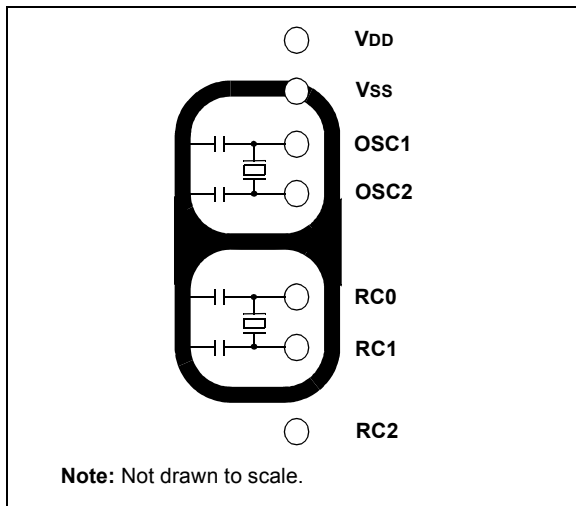 VDD
VSS
OSC1
OSC2
RC0
RC1
RC2
Note: Not drawn to scale.